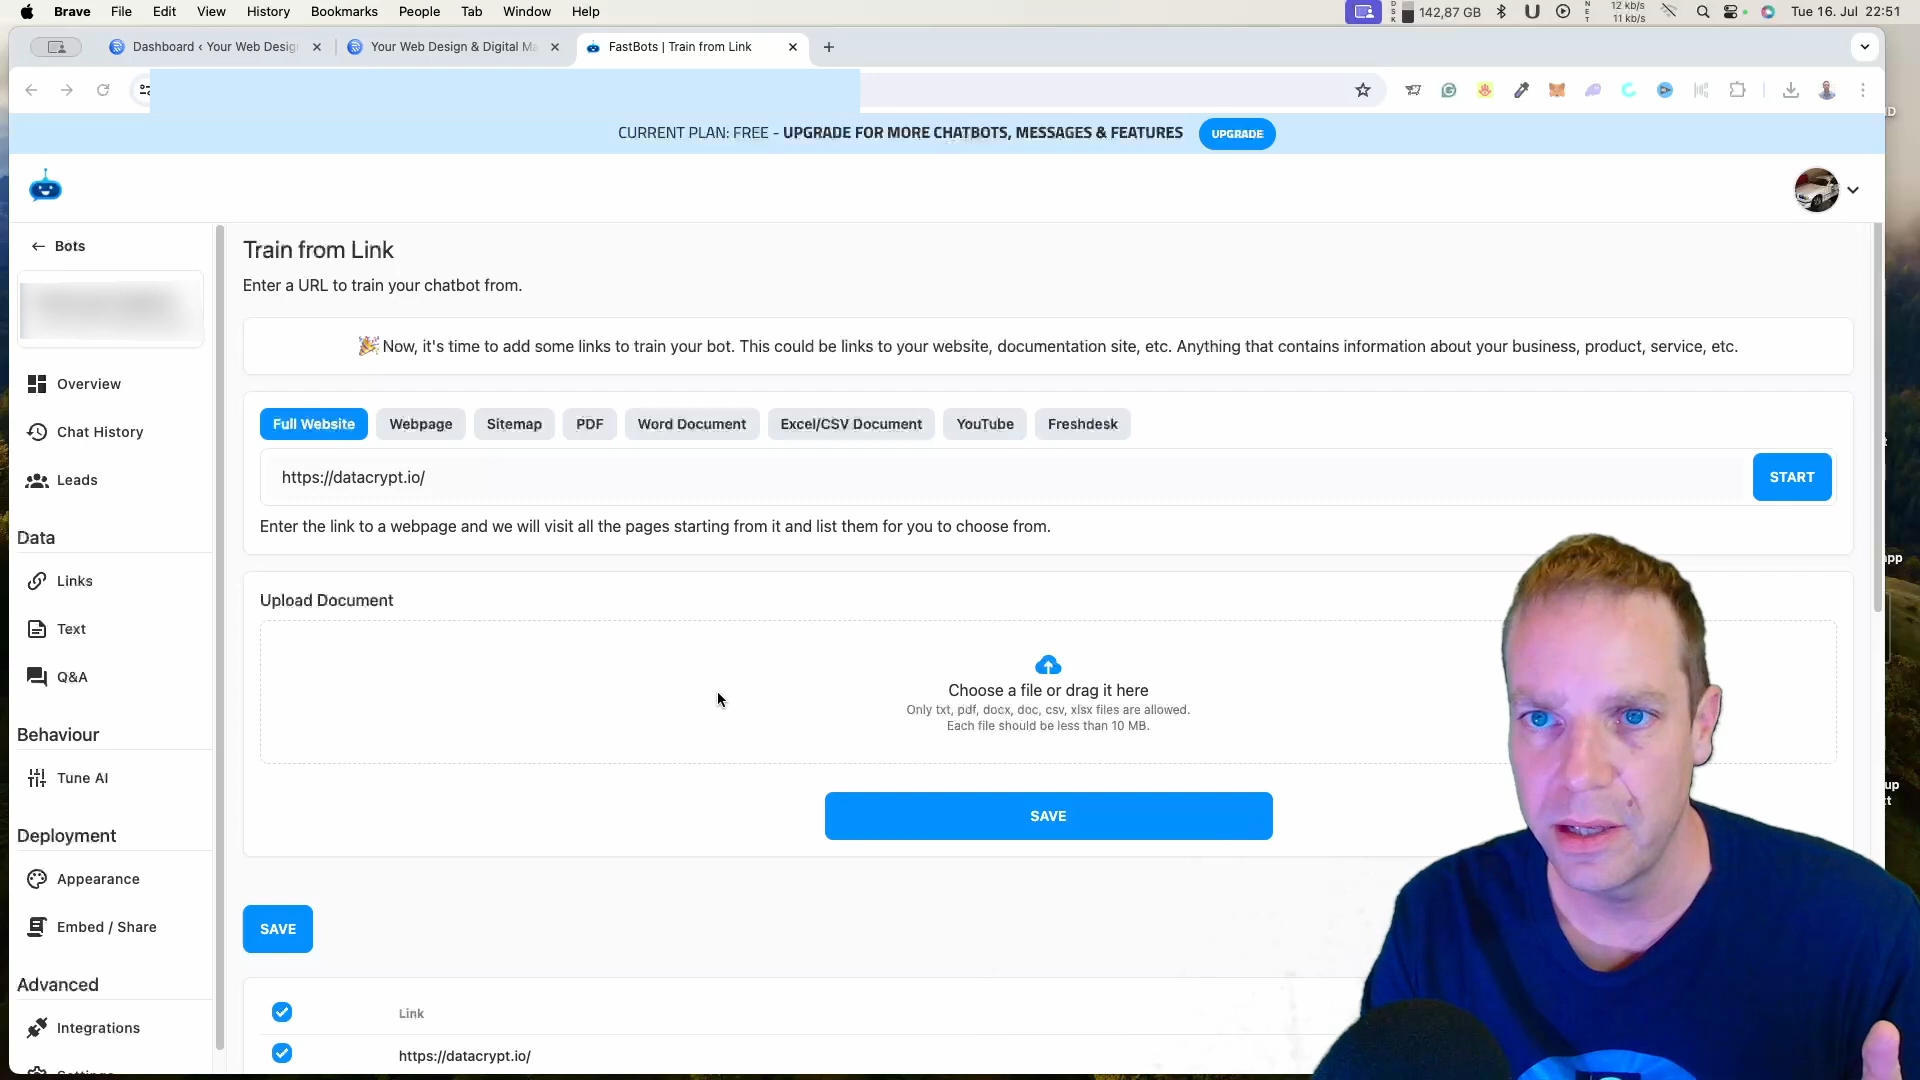 Brave File Edit View History Bookmarks People Tab Window Help
142,87 GB
12 kb/s
11 kb/s
Tue 16. Jul 22:51
Dashboard ‹ Your Web Desig
Your Web Design & Digital Ma
FastBots | Train from Link
CURRENT PLAN: FREE - UPGRADE FOR MORE CHATBOTS, MESSAGES & FEATURES
UPGRADE
Bots
Overview
Chat History
Leads
Data
Links
Text
Q&A
Behaviour
Tune AI
Deployment
Appearance
Embed / Share
Advanced
Integrations
Train from Link
Enter a URL to train your chatbot from.
Now, it's time to add some links to train your bot. This could be links to your website, documentation site, etc. Anything that contains information about your business, product, service, etc.
Full Website Webpage Sitemap PDF Word Document Excel/CSV Document YouTube Freshdesk
https://datacrypt.io/
START
Enter the link to a webpage and we will visit all the pages starting from it and list them for you to choose from.
Upload Document
Choose a file or drag it here
Only txt, pdf, docx, doc, csv, xlsx files are allowed.
Each file should be less than 10 MB.
SAVE
SAVE
Link
https://datacrypt.io/